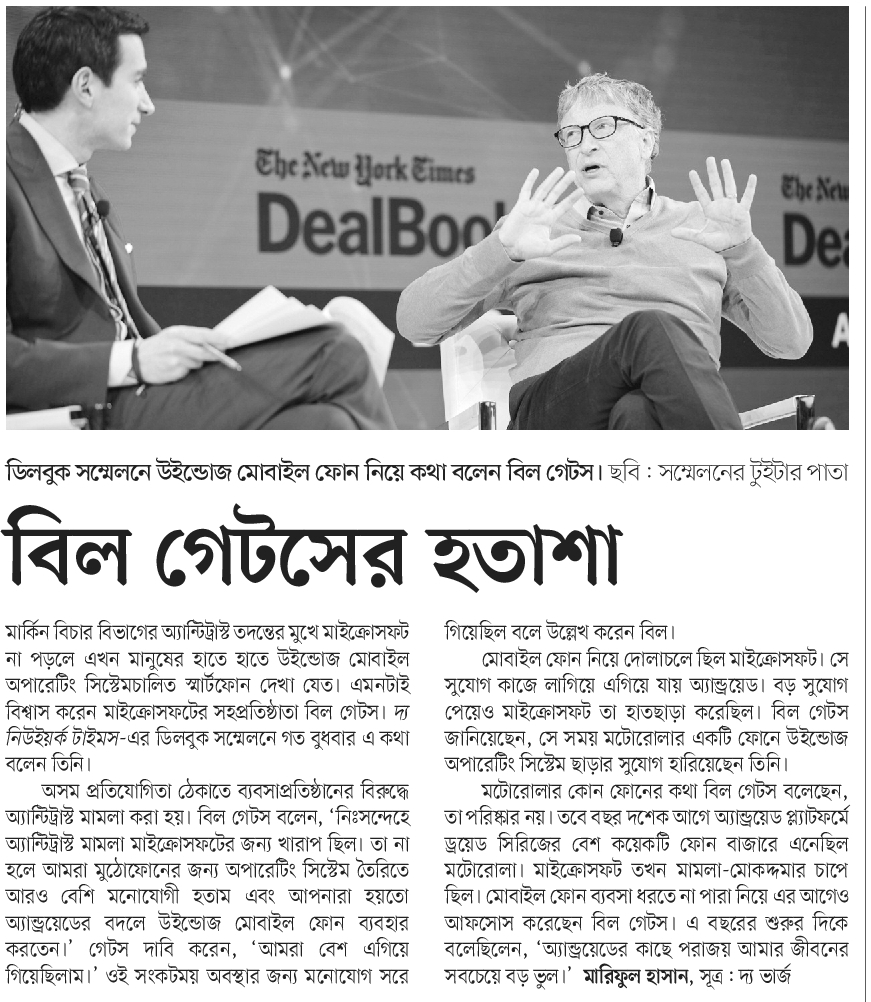 The New York Times
DealBook
The New
Dea
A
ডিলবুক সম্মেলনে উইন্ডোজ মোবাইল ফোন নিয়ে কথা বলেন বিল গেটস। ছবি : সম্মেলনের টুইটার পাতা
বিল গেটসের হতাশা
মার্কিন বিচার বিভাগের অ্যান্টিট্রাস্ট তদন্তের মুখে মাইক্রোসফট
না পড়লে এখন মানুষের হাতে হাতে উইন্ডোজ মোবাইল
অপারেটিং সিস্টেমচালিত স্মার্টফোন দেখা যেত। এমনটাই
বিশ্বাস করেন মাইক্রোসফটের সহপ্রতিষ্ঠাতা বিল গেটস। দ্য
নিউইয়র্ক টাইমস-এর ডিলবুক সম্মেলনে গত বুধবার এ কথা
বলেন তিনি।
অসম প্রতিযোগিতা ঠেকাতে ব্যবসাপ্রতিষ্ঠানের বিরুদ্ধে
অ্যান্টিট্রাস্ট মামলা করা হয়। বিল গেটস বলেন, ‘নিঃসন্দেহে
অ্যান্টিট্রাস্ট মামলা মাইক্রোসফটের জন্য খারাপ ছিল। তা না
হলে আমরা মুঠোফোনের জন্য অপারেটিং সিস্টেম তৈরিতে
আরও বেশি মনোযোগী হতাম এবং আপনারা হয়তো
অ্যান্ড্রয়েডের বদলে উইন্ডোজ মোবাইল ফোন ব্যবহার
করতেন।’ গেটস দাবি করেন, ‘আমরা বেশ এগিয়ে
গিয়েছিলাম।’ ওই সংকটময় অবস্থার জন্য মনোযোগ সরে
গিয়েছিল বলে উল্লেখ করেন বিল।
মোবাইল ফোন নিয়ে দোলাচলে ছিল মাইক্রোসফট। সে
সুযোগ কাজে লাগিয়ে এগিয়ে যায় অ্যান্ড্রয়েড। বড় সুযোগ
পেয়েও মাইক্রোসফট তা হাতছাড়া করেছিল। বিল গেটস
জানিয়েছেন, সে সময় মটোরোলার একটি ফোনে উইন্ডোজ
অপারেটিং সিস্টেম ছাড়ার সুযোগ হারিয়েছেন তিনি।
মটোরোলার কোন ফোনের কথা বিল গেটস বলেছেন,
তা পরিষ্কার নয়। তবে বছর দশেক আগে অ্যান্ড্রয়েড প্ল্যাটফর্মে
ড্রয়েড সিরিজের বেশ কয়েকটি ফোন বাজারে এনেছিল
মটোরোলা। মাইক্রোসফট তখন মামলা-মোকদ্দমার চাপে
ছিল। মোবাইল ফোন ব্যবসা ধরতে না পারা নিয়ে এর আগেও
আফসোস করেছেন বিল গেটস। এ বছরের শুরুর দিকে
বলেছিলেন, ‘অ্যান্ড্রয়েডের কাছে পরাজয় আমার জীবনের
সবচেয়ে বড় ভুল।’ মারিফুল হাসান, সূত্র : দ্য ভার্জ